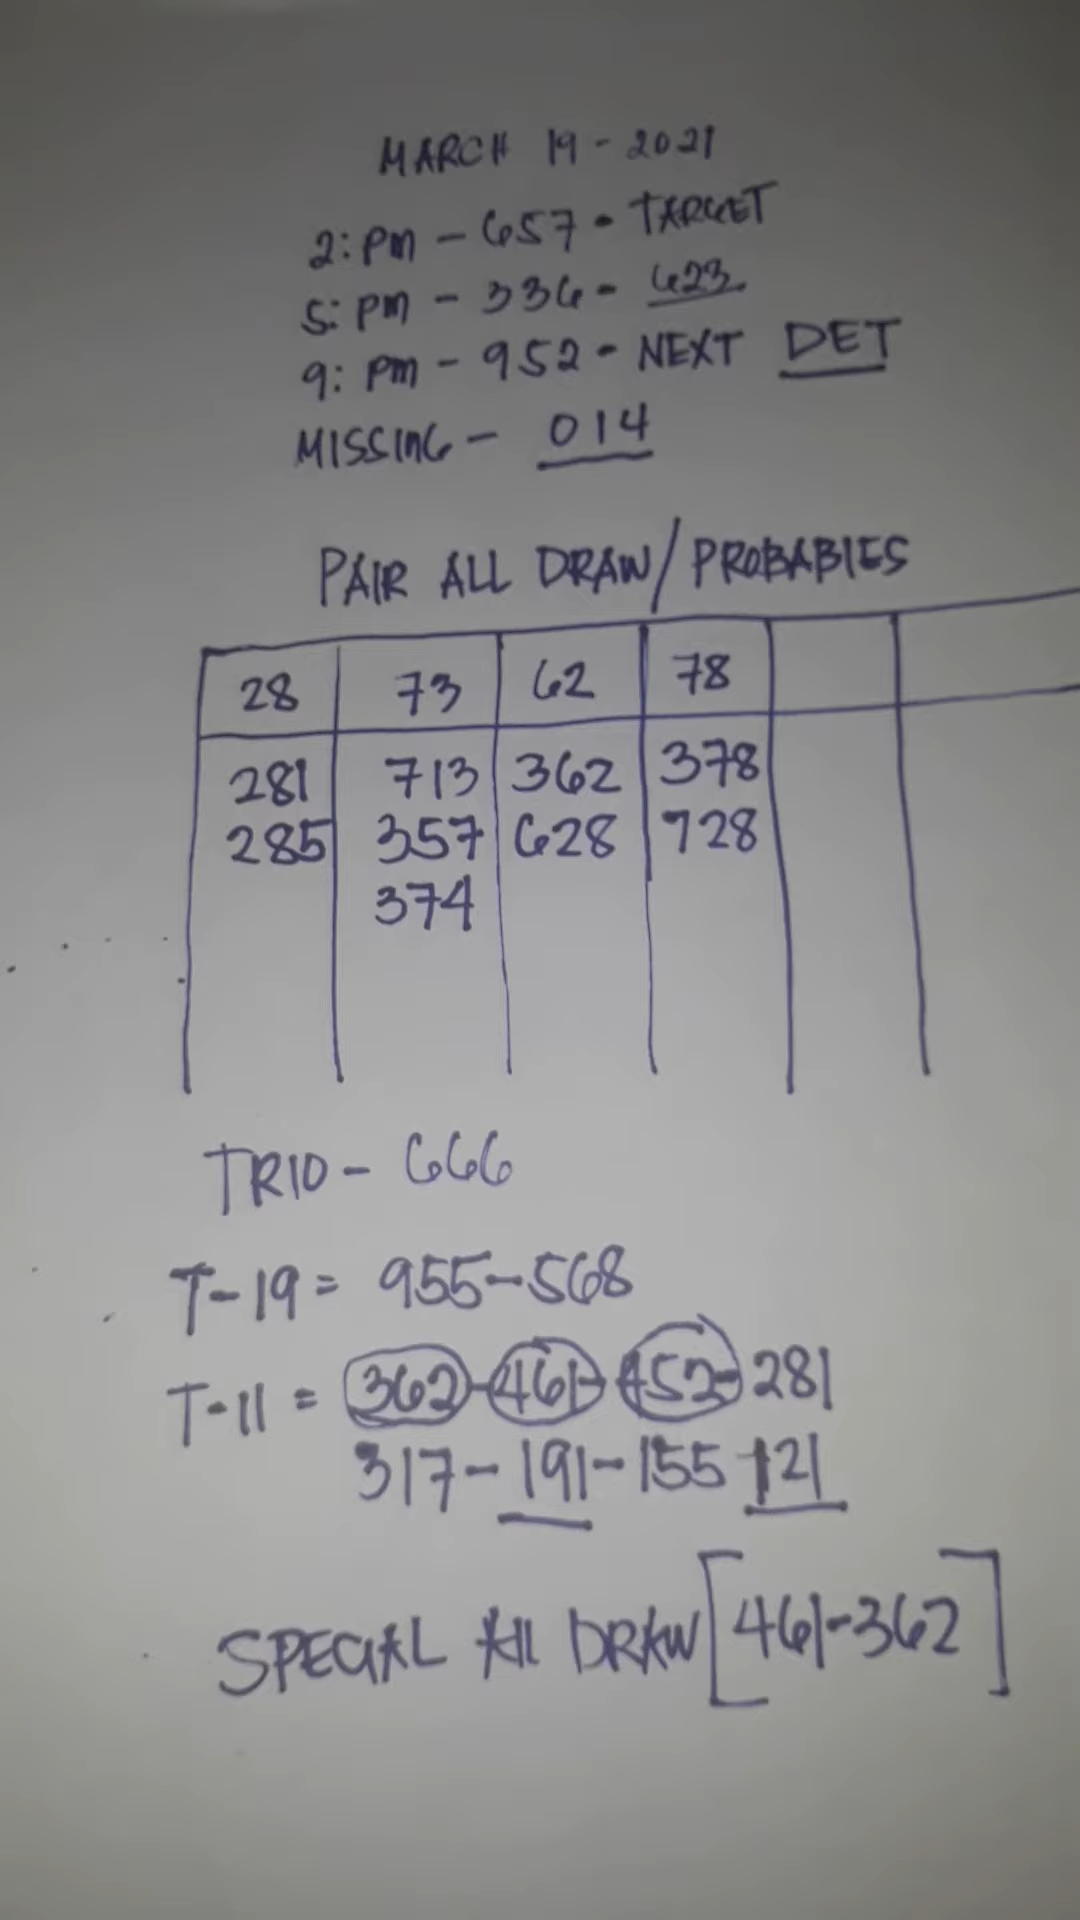 MARCH 19-2021
2:PM - 657 - TARGET
5:PM - 336 - 623
9:PM - 952 - NEXT DET
MISSING - 014
PAIR ALL DRAW/PROBABIES
28 73 62 78
281 713 362 378
285 357 628 728
374
TRIO - 666
T-19 = 955-568
T-11 = 362-461-452-281
317-191-155 121
SPECIAL All DRAW [461-362]